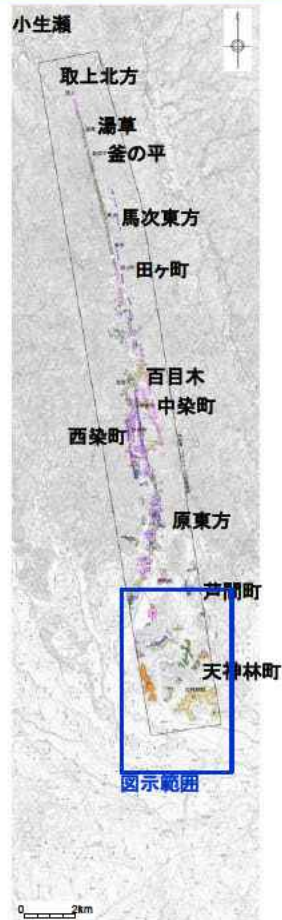 小生瀬
取上北方
湯草
釜の平
馬次東方
田ヶ町
百目木
中染町
西染町
原東方
芦間町
天神林町
図示範囲
0 2km